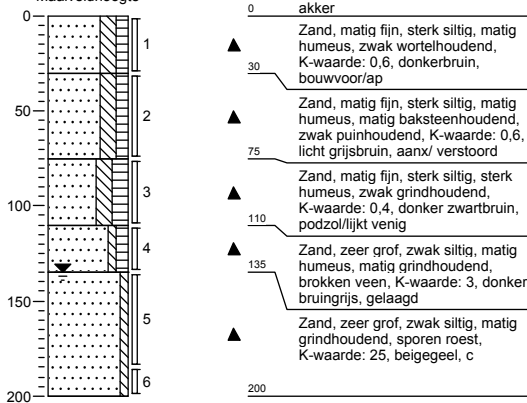 0
akker
Zand, matig fijn, sterk siltig, matig
humeus, zwak wortelhoudend,
K-waarde: 0,6, donkerbruin,
bouwvoor/ap
1
30
Zand, matig fijn, sterk siltig, matig
humeus, matig baksteenhoudend,
zwak puinhoudend, K-waarde: 0,6,
licht grijsbruin, aanx/ verstoord
50
2
75
Zand, matig fijn, sterk siltig, sterk
humeus, zwak grindhoudend,
K-waarde: 0,4, donker zwartbruin,
podzol/lijkt venig
3
100
110
Zand, zeer grof, zwak siltig, matig
humeus, matig grindhoudend,
brokken veen, K-waarde: 3, donker
bruingrijs, gelaagd
4
135
Zand, zeer grof, zwak siltig, matig
grindhoudend, sporen roest,
K-waarde: 25, beigegeel, c
150
5
6
200
200
0